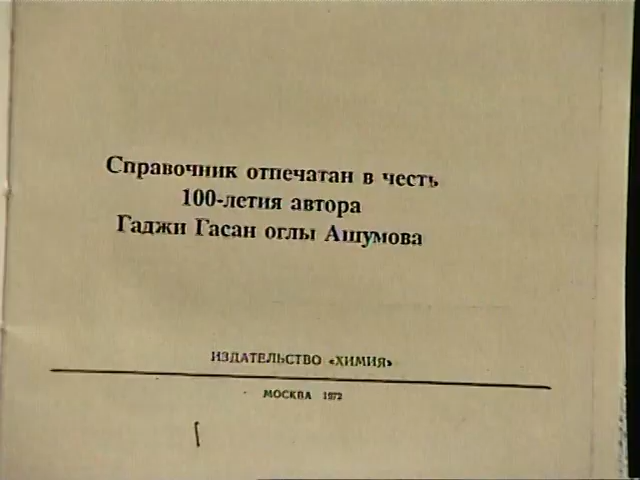 Справочник отпечатан в честь
100-летия автора
Гаджи Гасан оглы Ашумова
ИЗДАТЕЛЬСТВО «ХИМИЯ»
МОСКВА 1972